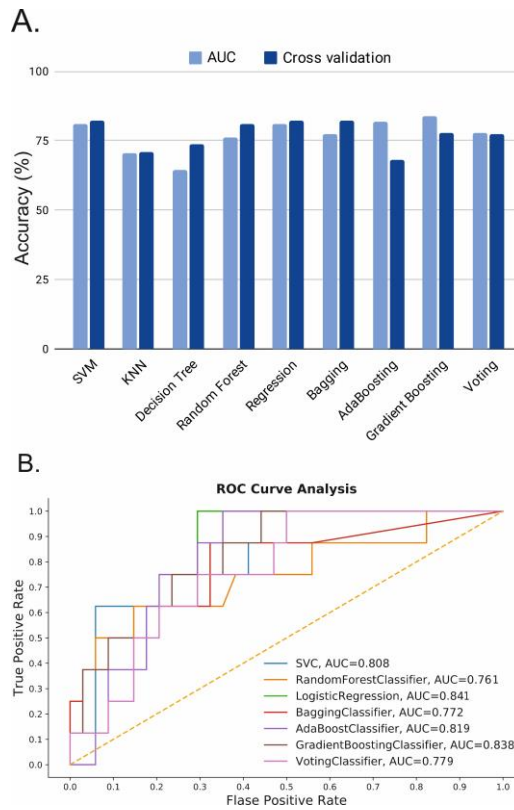 A.
AUC Cross validation
100
75
50
25
0
Accuracy (%)
SVM
KNN
Decision Tree
Random Forest
Regression
Bagging
AdaBoosting
Gradient Boosting
Voting
B.
ROC Curve Analysis
True Positive Rate
1.0
0.9
0.8
0.7
0.6
0.5
0.4
0.3
0.2
0.1
0.0
SVC, AUC=0.808
RandomForestClassifier, AUC=0.761
LogisticRegression, AUC=0.841
BaggingClassifier, AUC=0.772
AdaBoostClassifier, AUC=0.819
GradientBoostingClassifier, AUC=0.838
VotingClassifier, AUC=0.779
0.0 0.1 0.2 0.3 0.4 0.5 0.6 0.7 0.8 0.9 1.0
Flase Positive Rate